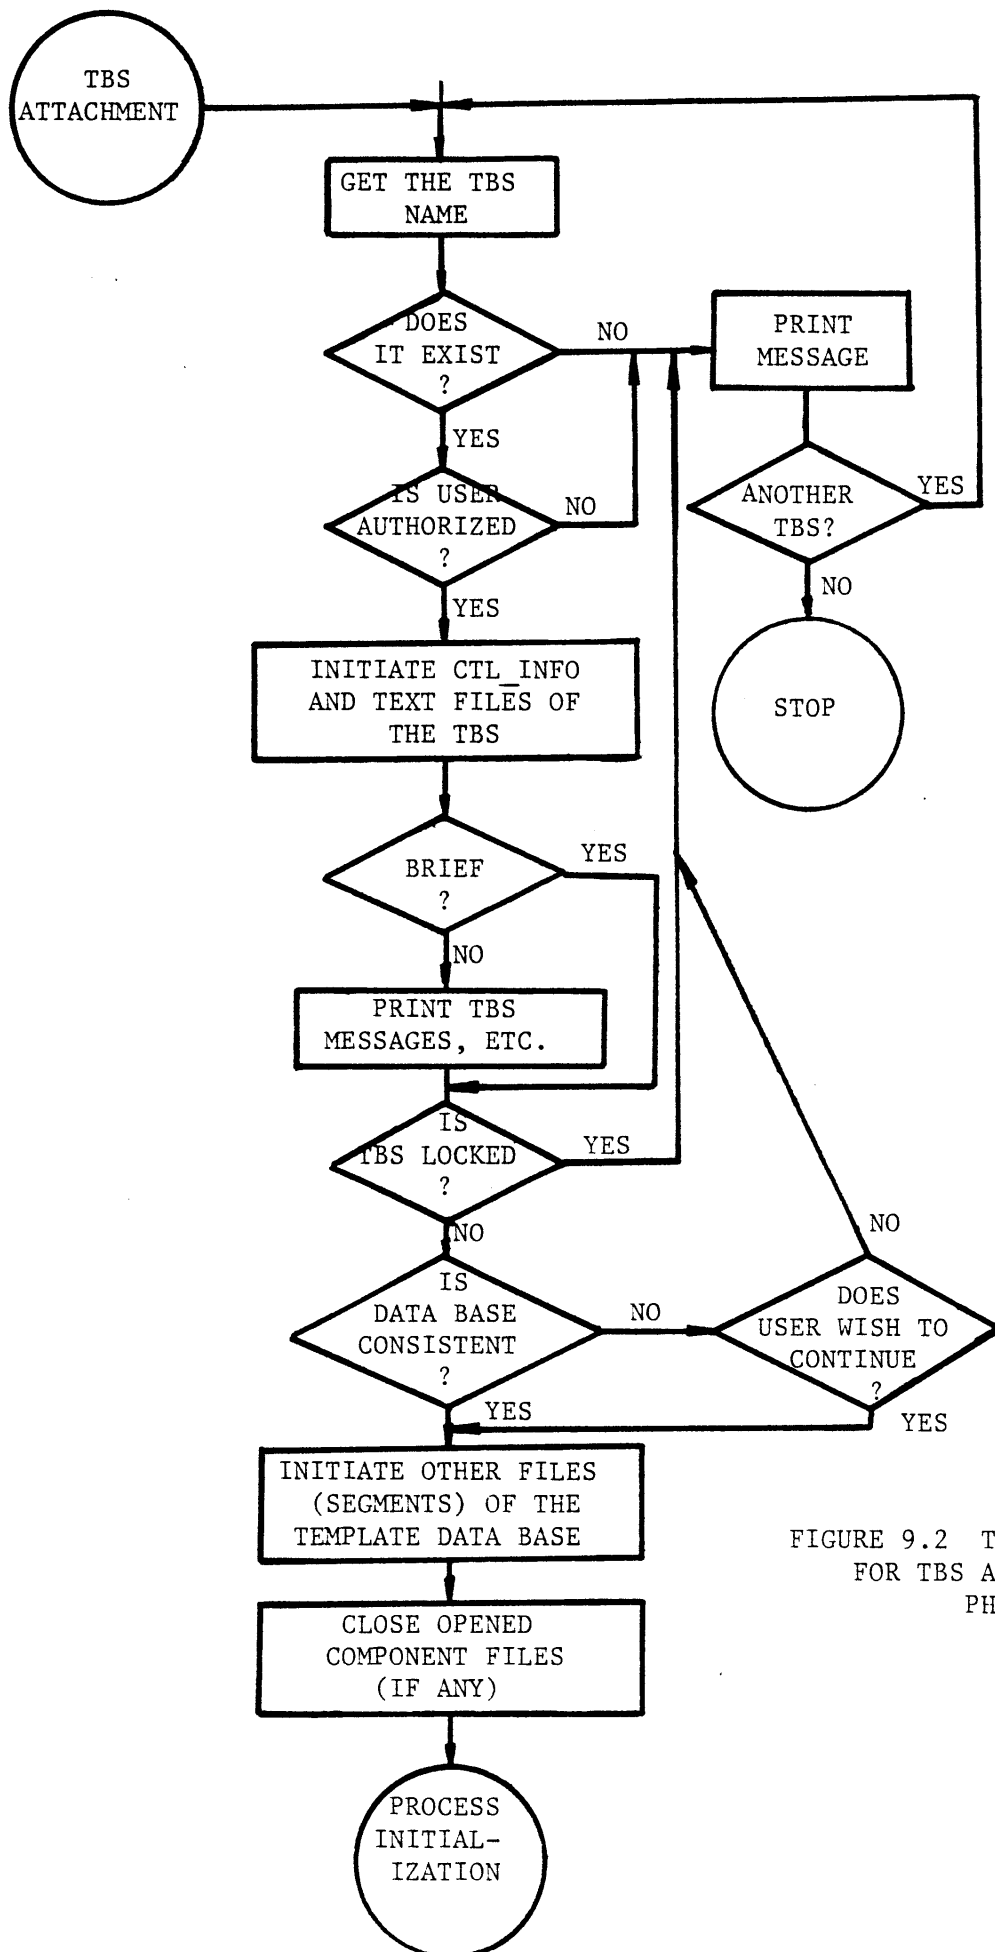 TBS
ATTACHMENT
GET THE TBS
NAME
DOES
IT EXIST
?
NO
PRINT
MESSAGE
YES
IS USER
AUTHORIZED
?
NO
ANOTHER
TBS?
YES
NO
STOP
YES
INITIATE CTL_INFO
AND TEXT FILES OF
THE TBS
BRIEF
?
YES
NO
PRINT TBS
MESSAGES, ETC.
IS
TBS LOCKED
?
YES
NO
IS
DATA BASE
CONSISTENT
?
NO
DOES
USER WISH TO
CONTINUE
?
NO
YES
YES
INITIATE OTHER FILES
(SEGMENTS) OF THE
TEMPLATE DATA BASE
CLOSE OPENED
COMPONENT FILES
(IF ANY)
PROCESS
INITIAL-
IZATION
FIGURE 9.2
FOR TBS